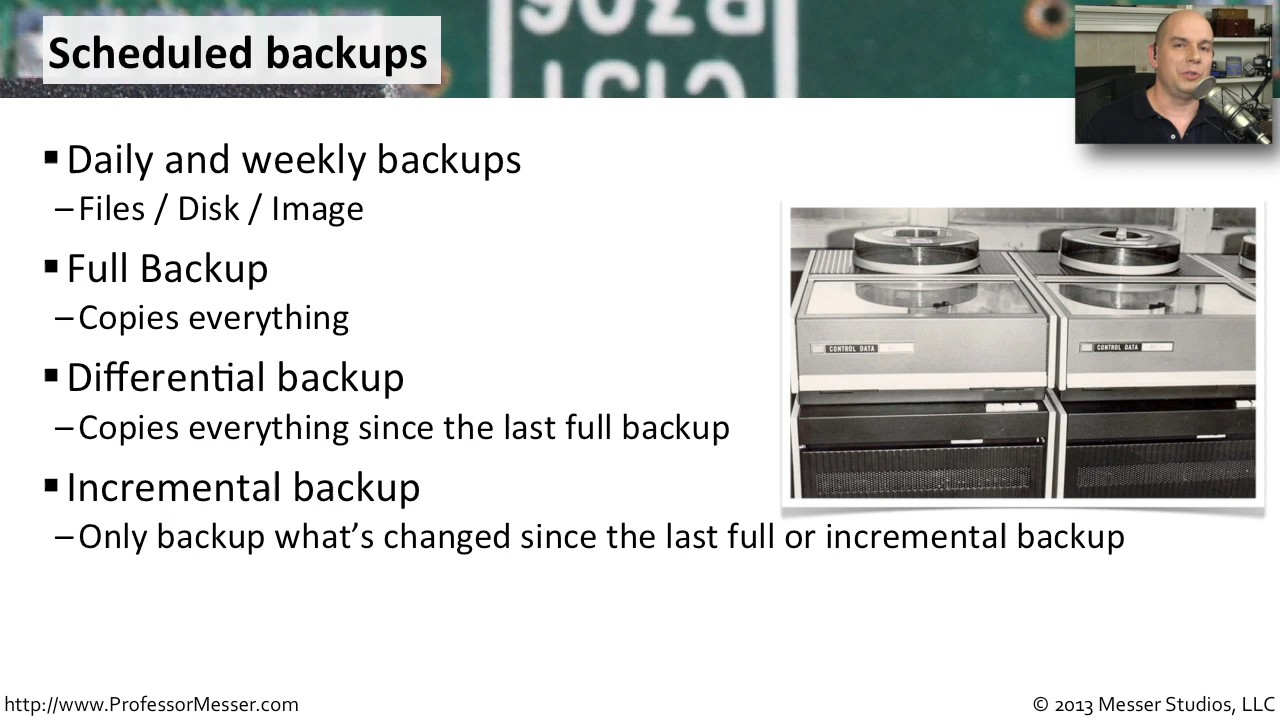 Scheduled backups
▪ Daily and weekly backups
– Files / Disk / Image
▪ Full Backup
– Copies everything
▪ Differential backup
– Copies everything since the last full backup
▪ Incremental backup
– Only backup what’s changed since the last full or incremental backup
CONTROL DATA
CONTROL DATA
http://www.ProfessorMesser.com
© 2013 Messer Studios, LLC